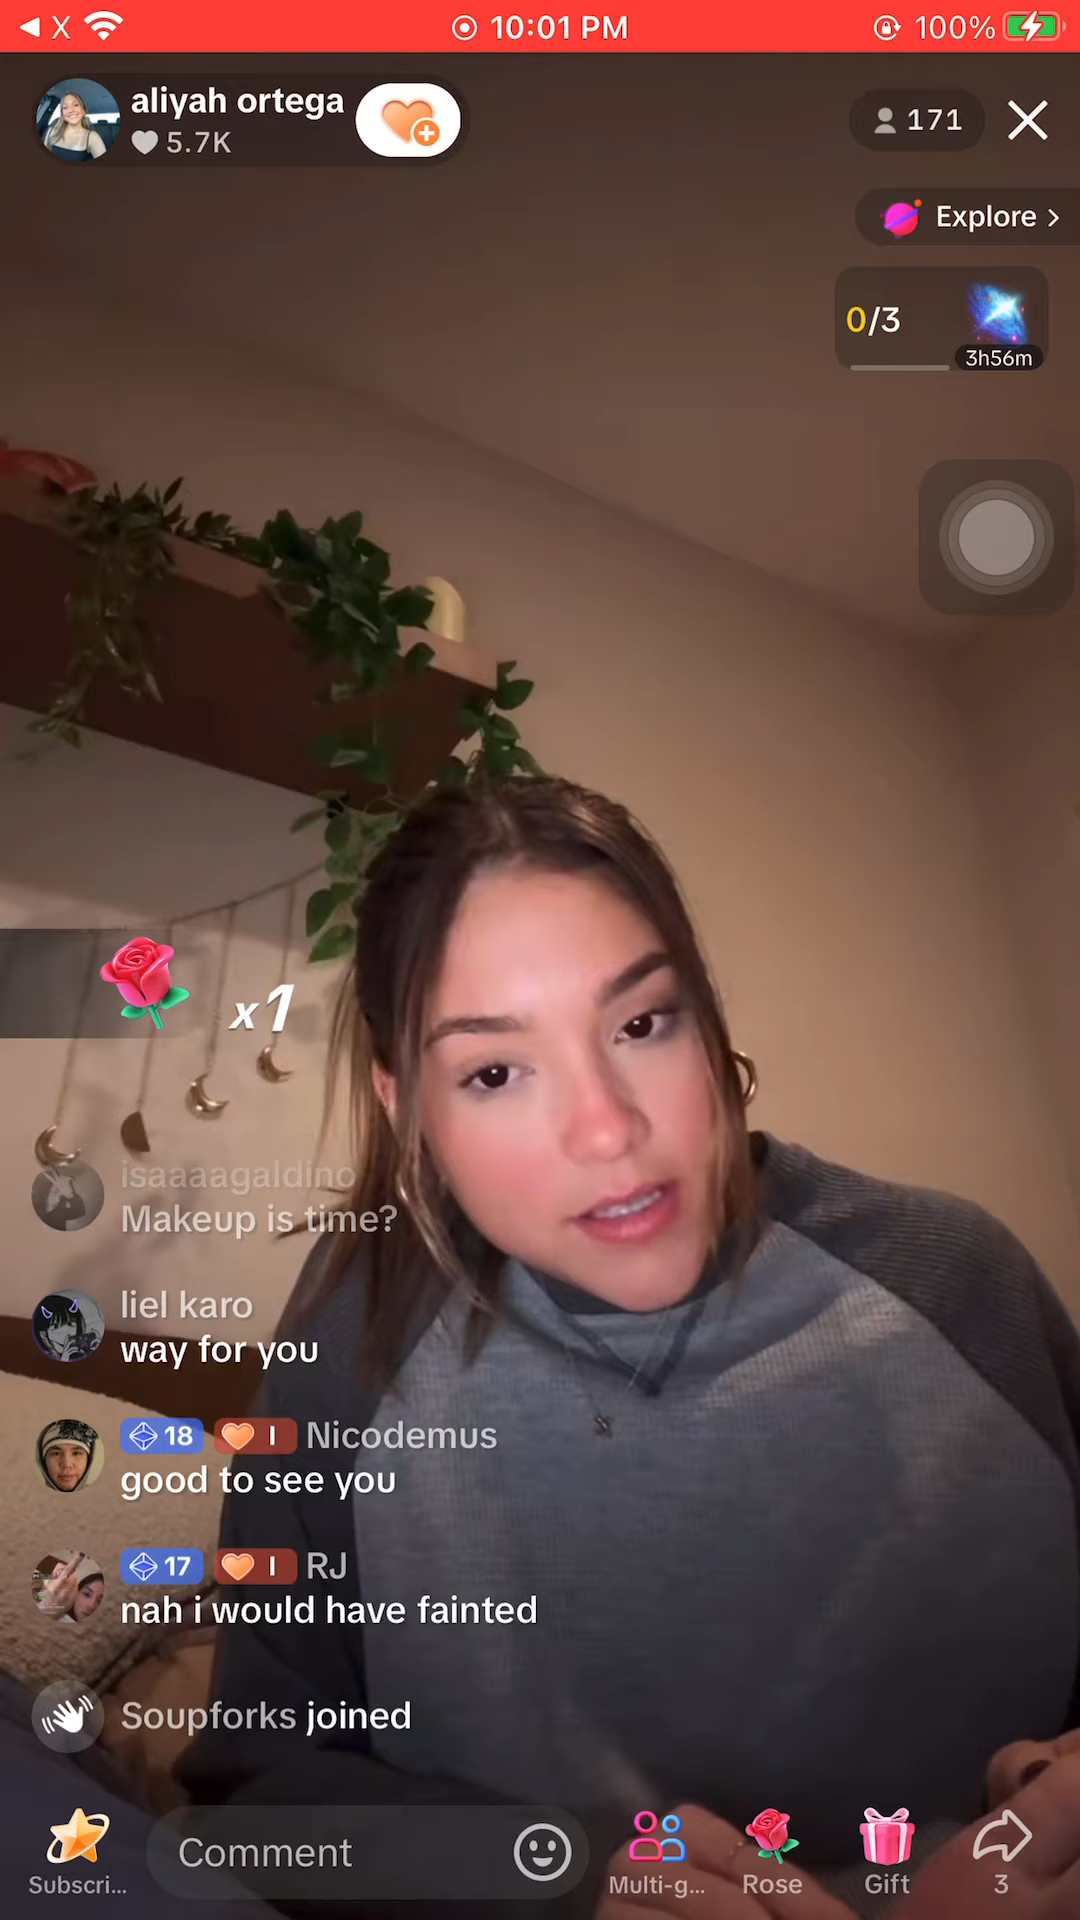 X 10:01 PM 100%
aliyah ortega
5.7K
171
Explore
0/3
3h56m
x1
isaaaagaldino
Makeup is time?
liel karo
way for you
18 I Nicodemus
good to see you
17 I RJ
nah i would have fainted
Soupforks joined
Comment
Subscri... Multi-g... Rose Gift 3